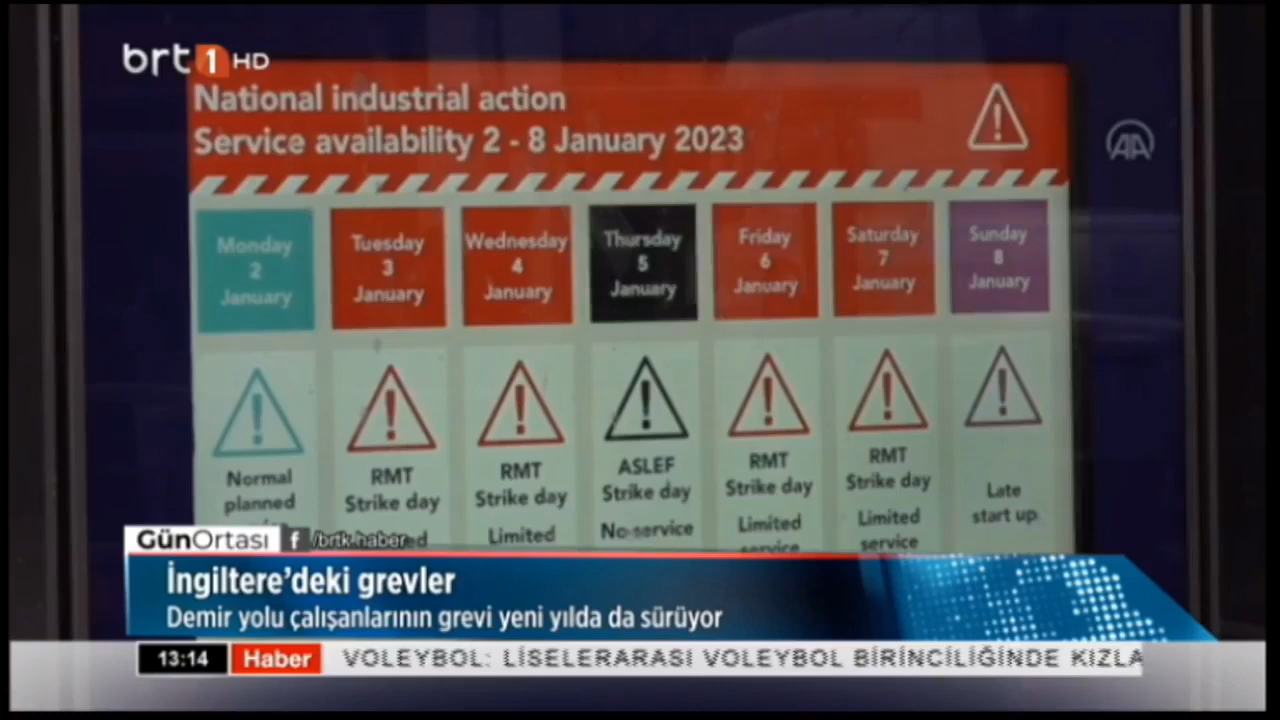 brt 1 HD
National industrial action
Service availability 2 - 8 January 2023
AA
Monday
2
January
Tuesday
3
January
Wednesday
4
January
Thursday
5
January
Friday
6
January
Saturday
7
January
Sunday
8
January
Normal
planned
RMT
Strike day
RMT
Strike day
Limited
ASLEF
Strike day
No service
RMT
Strike day
Limited
service
RMT
Strike day
Limited
service
Late
start up
GünOrtası f /brtk.haber
İngiltere'deki grevler
Demir yolu çalışanlarının grevi yeni yılda da sürüyor
13:14 Haber VOLEYBOL: LİSELERARASI VOLEYBOL BİRİNCİLİĞİNDE KIZLA